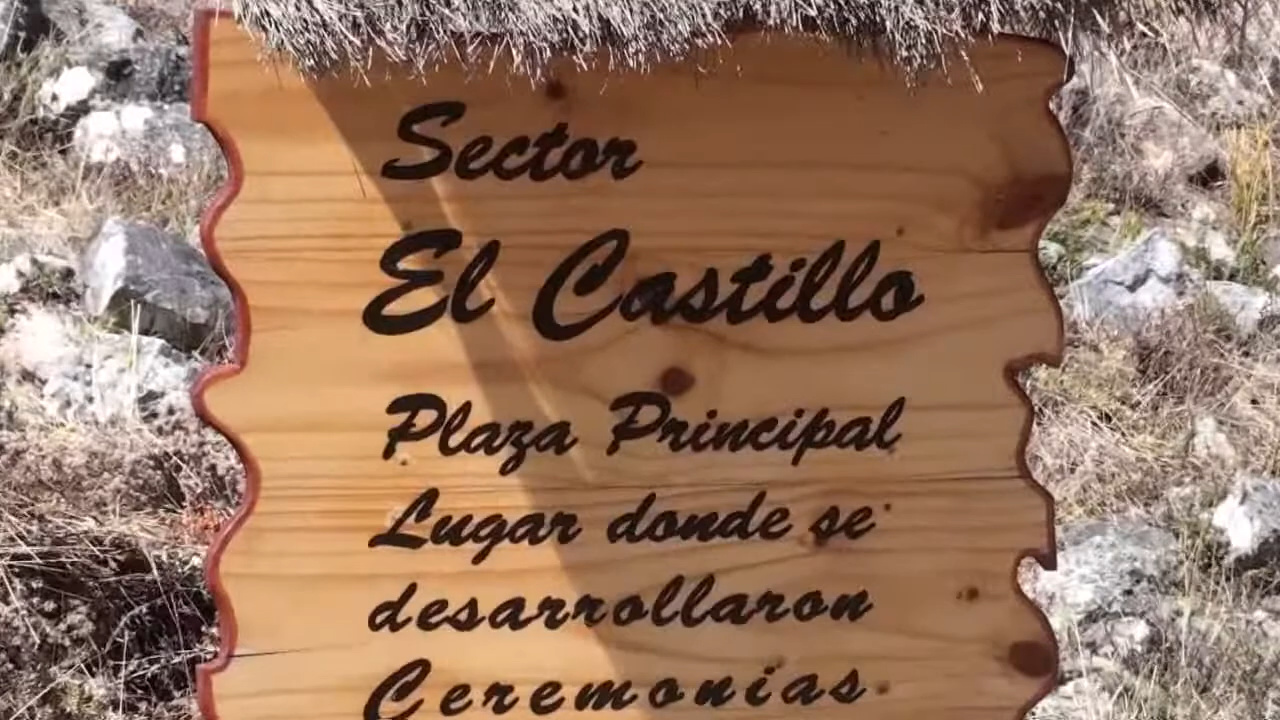 Sector
El Castillo
Plaza Principal
Lugar donde se
desarrollaron
Ceremonias